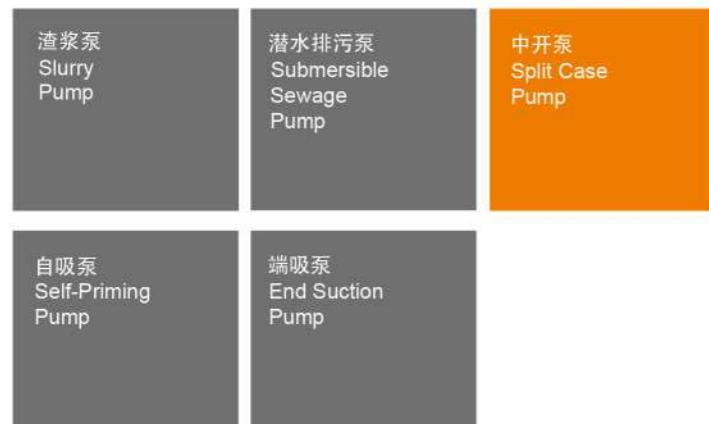 渣浆泵
Slurry
Pump
潜水排污泵
Submersible
Sewage
Pump
中开泵
Split Case
Pump
自吸泵
Self-Priming
Pump
端吸泵
End Suction
Pump